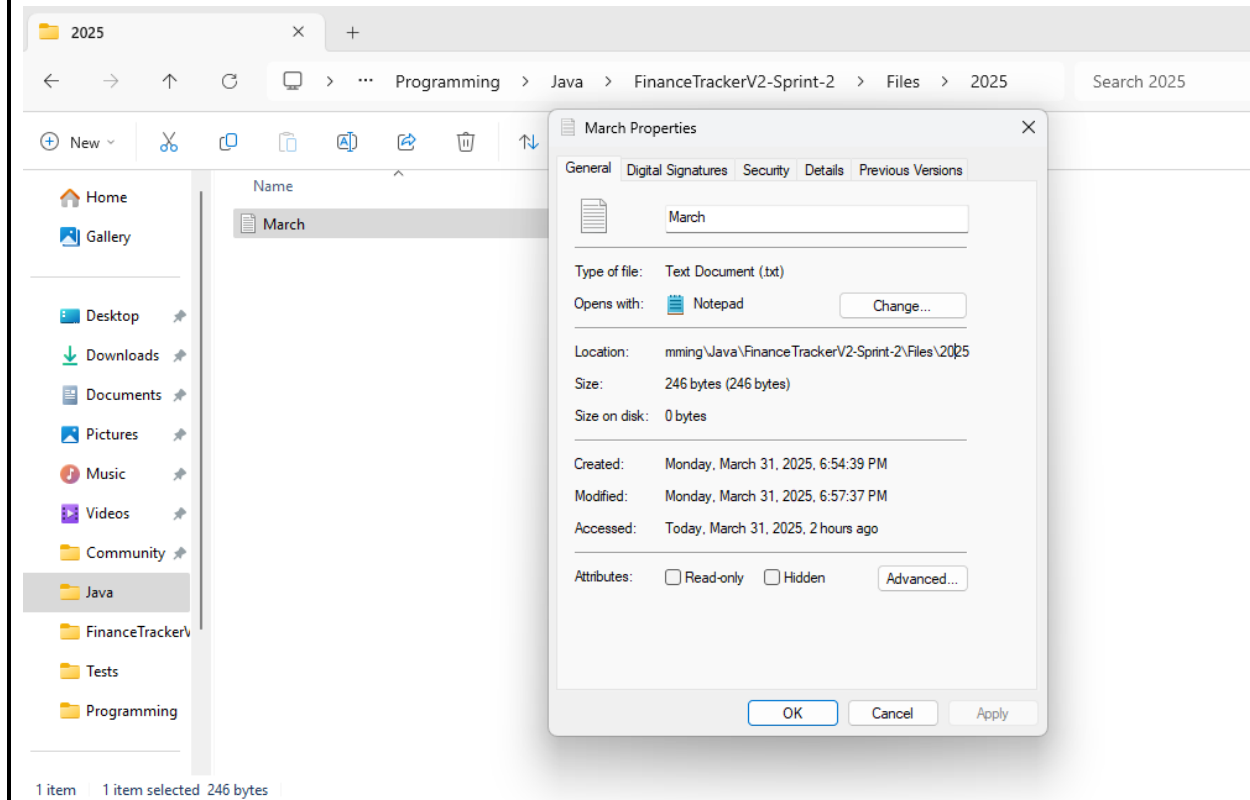 2025
Programming Java FinanceTrackerV2-Sprint-2 Files 2025 Search 2025
New
March Properties
General Digital Signatures Security Details Previous Versions
Home
Gallery
Desktop
Downloads
Documents
Pictures
Music
Videos
Community
Java
FinanceTrackerV
Tests
Programming
Name
March
March
Type of file: Text Document (.txt)
Opens with: Notepad Change...
Location: mming\Java\FinanceTrackerV2-Sprint-2\Files\2025
Size: 246 bytes (246 bytes)
Size on disk: 0 bytes
Created: Monday, March 31, 2025, 6:54:39 PM
Modified: Monday, March 31, 2025, 6:57:37 PM
Accessed: Today, March 31, 2025, 2 hours ago
Attributes: Read-only Hidden Advanced...
OK Cancel Apply
1 item 1 item selected 246 bytes